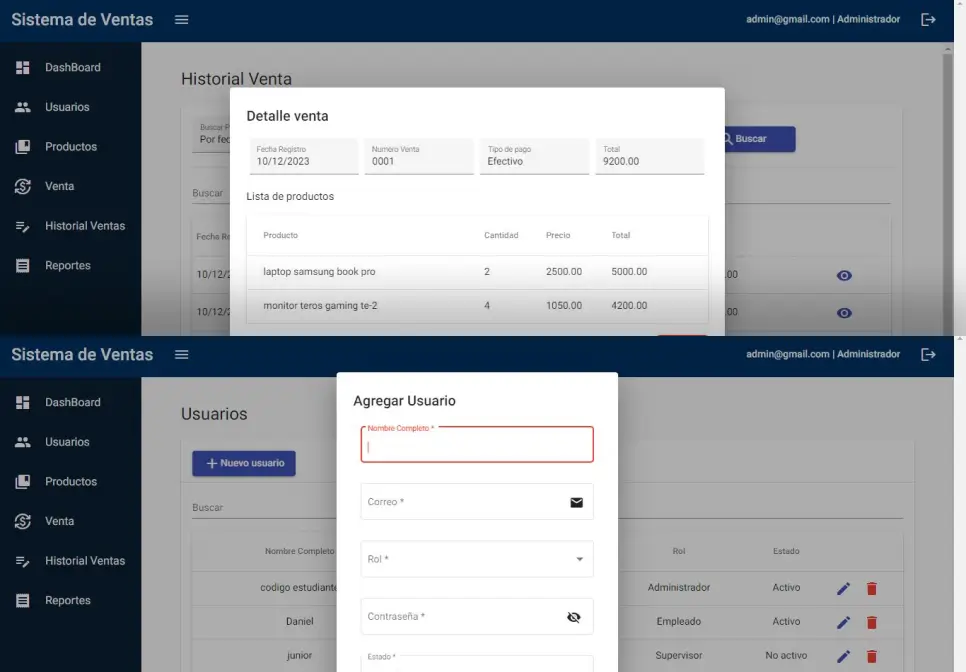 Sistema de Ventas
admin@gmail.com | Administrador
DashBoard
Usuarios
Productos
Venta
Historial Ventas
Reportes
Historial Venta
Buscar
Buscar
Fecha
10/12/2
.00
10/12/2
.00
Detalle venta
Fecha Registro
10/12/2023
Numero Venta
0001
Tipo de pago
Efectivo
Total
9200.00
Lista de productos
Producto Cantidad Precio Total
laptop samsung book pro 2 2500.00 5000.00
monitor teros gaming te-2 4 1050.00 4200.00
Sistema de Ventas
admin@gmail.com | Administrador
DashBoard
Usuarios
Productos
Venta
Historial Ventas
Reportes
Usuarios
Nuevo usuario
Buscar
Nombre Completo Rol Estado
codigo estudiante Administrador Activo
Daniel Empleado Activo
junior Supervisor No activo
Agregar Usuario
Nombre Completo *
Correo *
Rol *
Contraseña *
Estado *